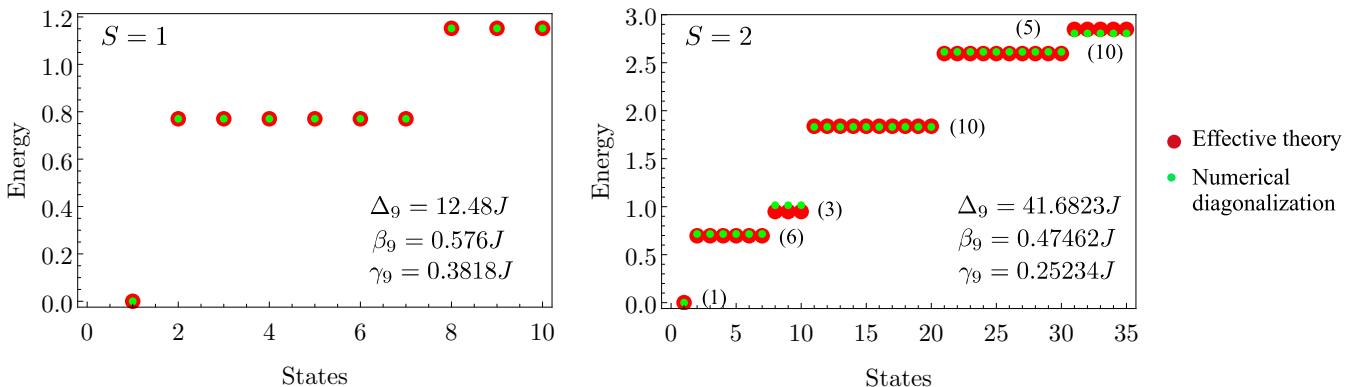 S = 1
Energy
1.2
1.0
0.8
0.6
0.4
0.2
0.0
Δ₉ = 12.48J
β₉ = 0.576J
γ₉ = 0.3818J
0 2 4 6 8 10
States
S = 2
Energy
3.0
2.5
2.0
1.5
1.0
0.5
0.0
(5)
(10)
(10)
(3)
(6)
(1)
Δ₉ = 41.6823J
β₉ = 0.47462J
γ₉ = 0.25234J
0 5 10 15 20 25 30 35
States
Effective theory
Numerical
diagonalization